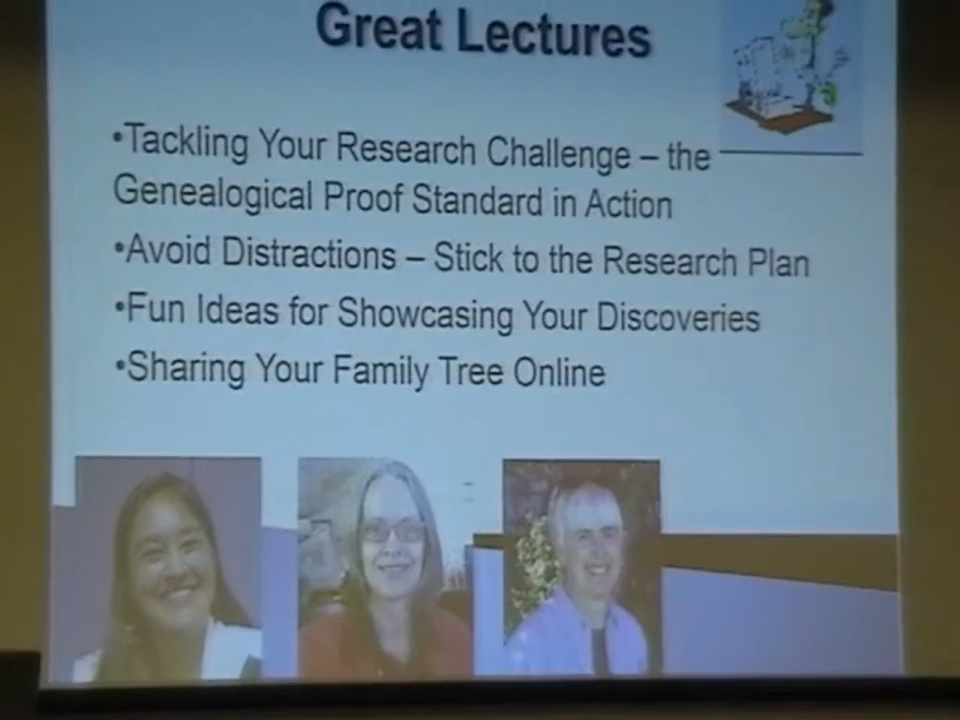 Great Lectures
•Tackling Your Research Challenge – the
Genealogical Proof Standard in Action
•Avoid Distractions – Stick to the Research Plan
•Fun Ideas for Showcasing Your Discoveries
•Sharing Your Family Tree Online